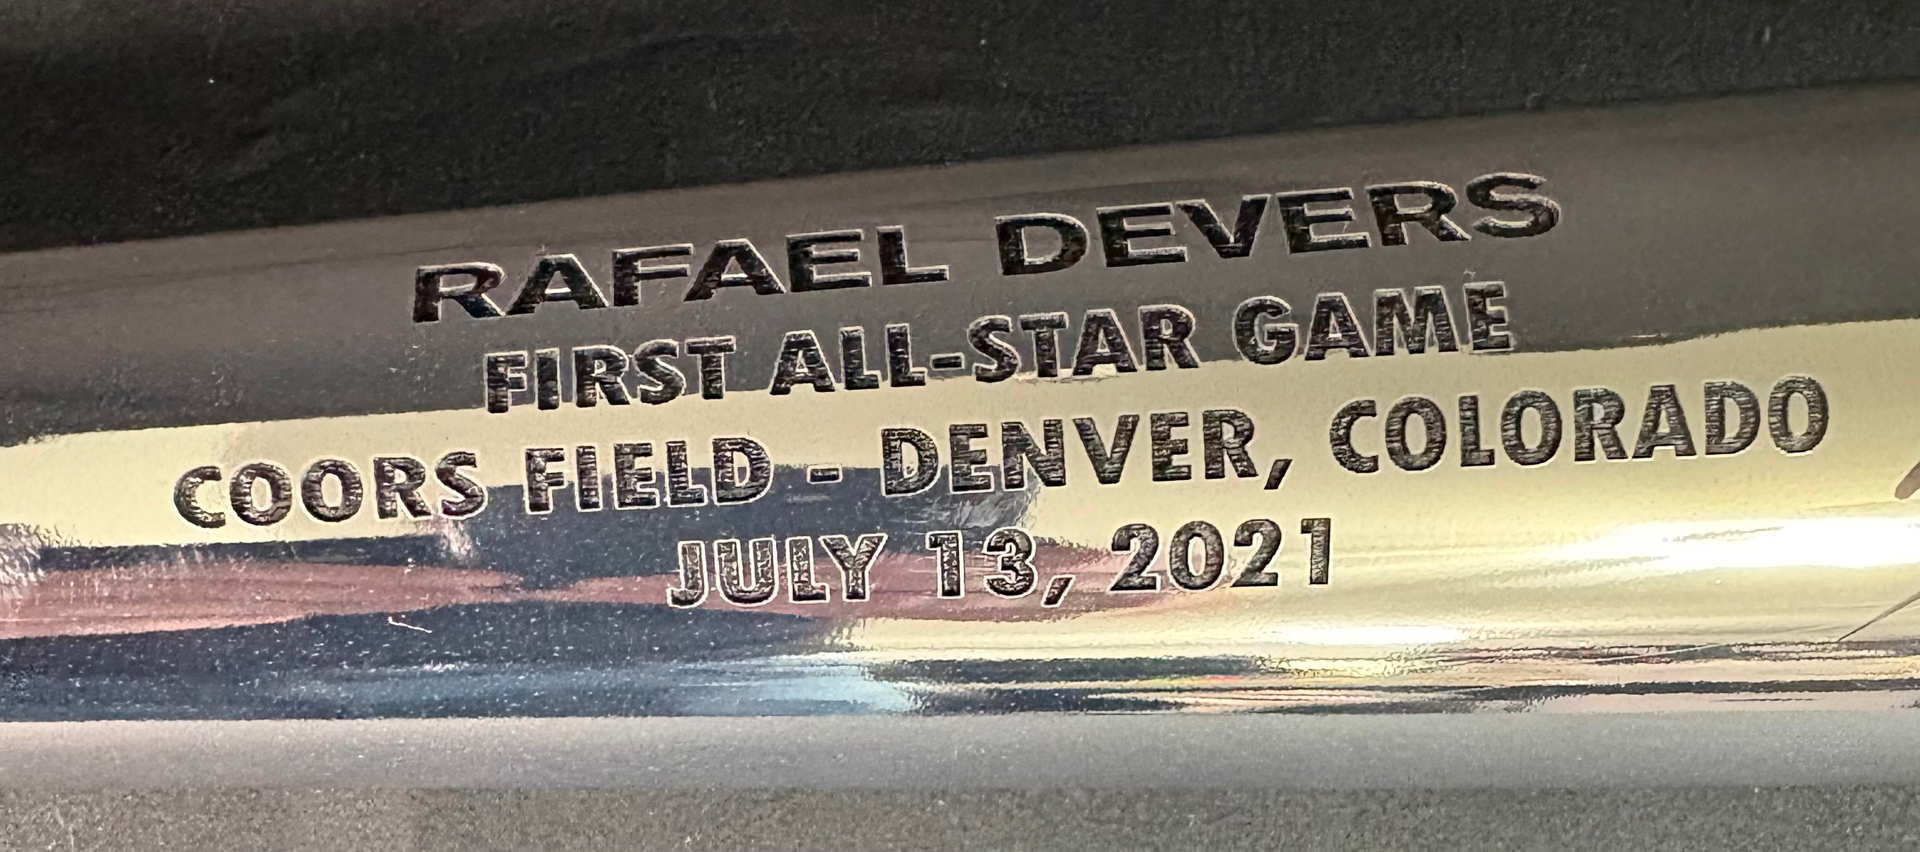 RAFAEL DEVERS
FIRST ALL-STAR GAME
COORS FIELD - DENVER, COLORADO
JULY 13, 2021